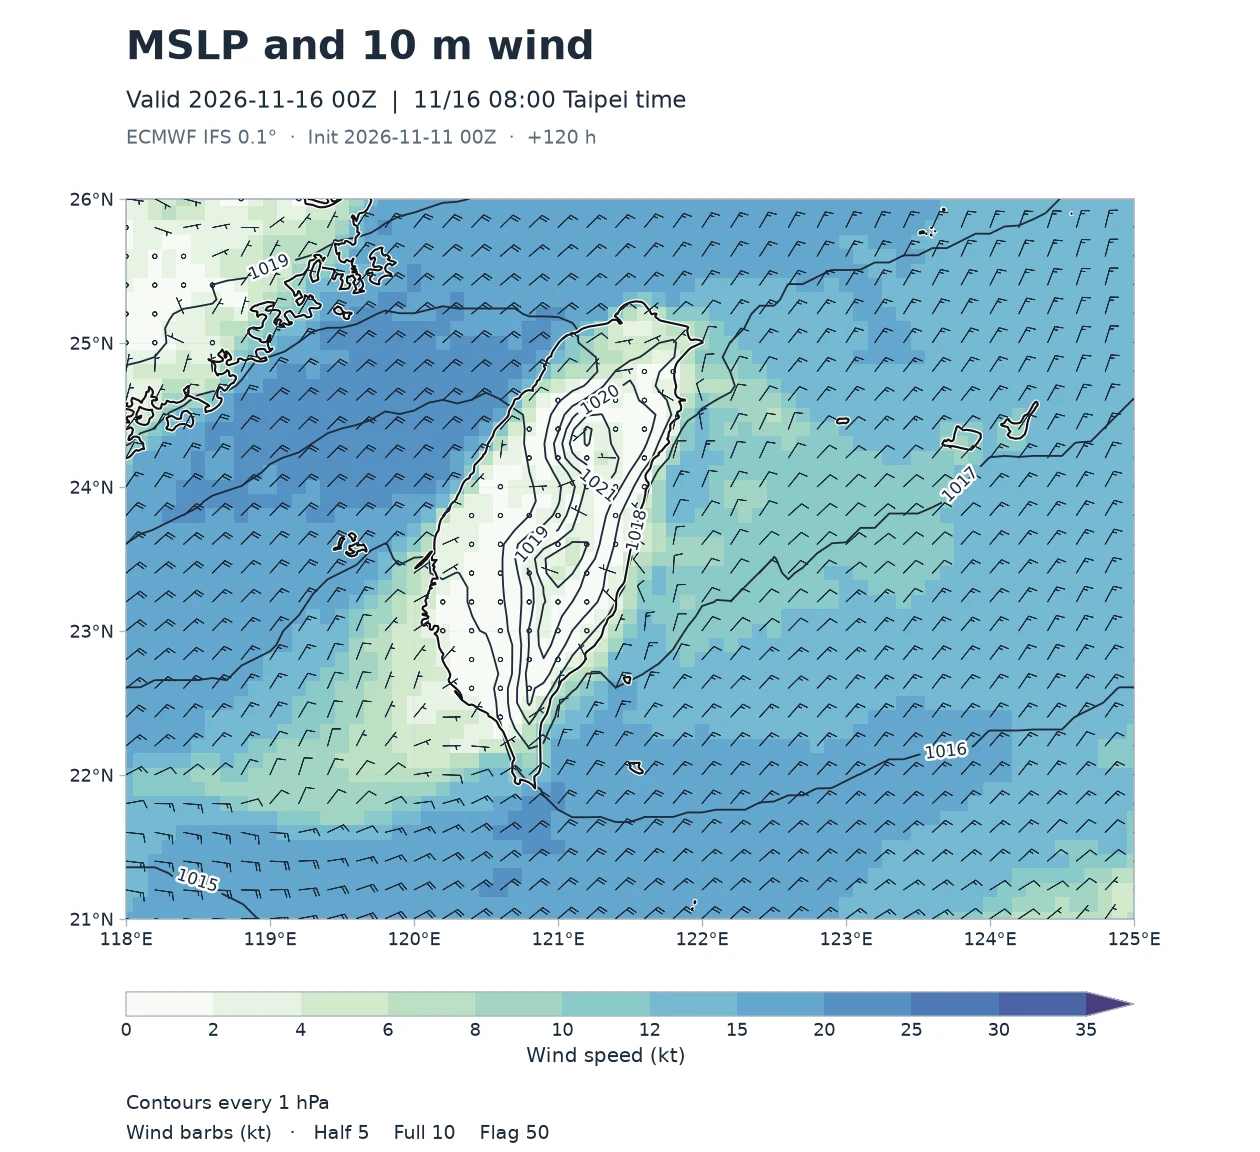 MSLP and 10 m wind
Valid 2026-11-16 00Z | 11/16 08:00 Taipei time
ECMWF IFS 0.1° · Init 2026-11-11 00Z · +120 h
26°N
1019
25°N
1020
24°N
1021
1017
1018
1019
23°N
1016
22°N
1015
21°N
118°E 119°E 120°E 121°E 122°E 123°E 124°E 125°E
0 2 4 6 8 10 12 15 20 25 30 35
Wind speed (kt)
Contours every 1 hPa
Wind barbs (kt) · Half 5 Full 10 Flag 50